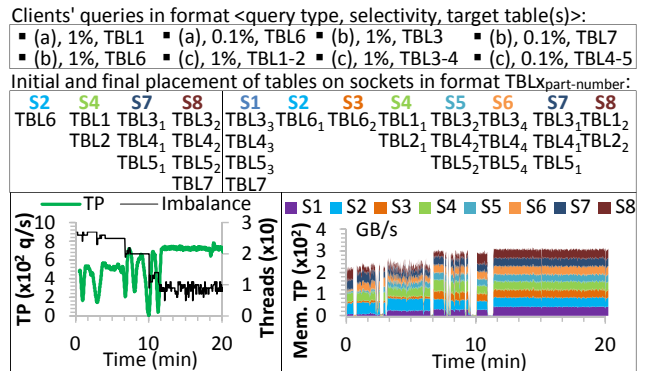 Clients' queries in format <query type, selectivity, target table(s)>:
▪ (a), 1%, TBL1 ▪ (a), 0.1%, TBL6 ▪ (b), 1%, TBL3 ▪ (b), 0.1%, TBL7
▪ (b), 1%, TBL6 ▪ (c), 1%, TBL1-2 ▪ (c), 1%, TBL3-4 ▪ (c), 0.1%, TBL4-5
Initial and final placement of tables on sockets in format TBLx_part-number:
S2 S4 S7 S8 S1 S2 S3 S4 S5 S6 S7 S8
TBL6 TBL1 TBL3₁ TBL3₂ TBL3₃ TBL6₁ TBL6₂ TBL1₁ TBL3₂ TBL3₄ TBL3₁ TBL1₂
TBL2 TBL4₁ TBL4₂ TBL4₃ TBL2₁ TBL4₂ TBL4₄ TBL4₁ TBL2₂
TBL5₁ TBL5₂ TBL5₃ TBL5₂ TBL5₄ TBL5₁
TBL7 TBL7
TP Imbalance
TP (x10² q/s)
10
8
6
4
2
0
3
2
1
0
Threads (x10)
0 5 10 15 20
Time (min)
S1 S2 S3 S4 S5 S6 S7 S8
GB/s
Mem. TP (x10²)
4
3
2
1
0
0 10 20
Time (min)